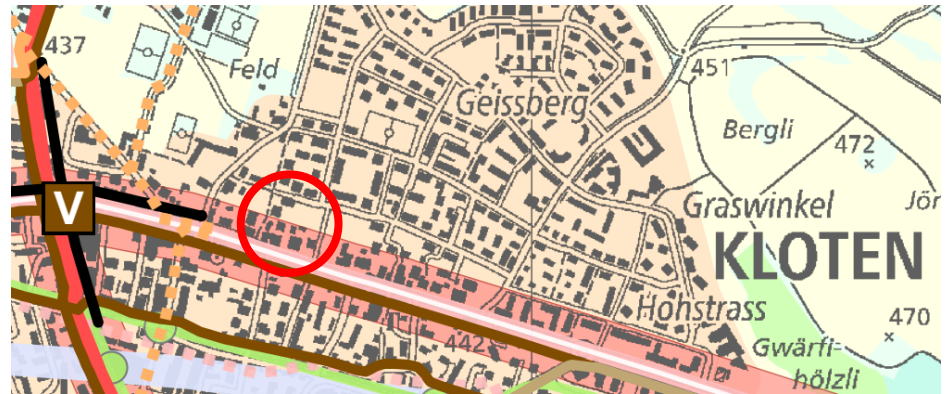 437
Feld
Geissberg
451
Bergli
472
Graswinkel
Jör
KLOTEN
V
Hohstrass
442
470
Gwärfi-
hölzli